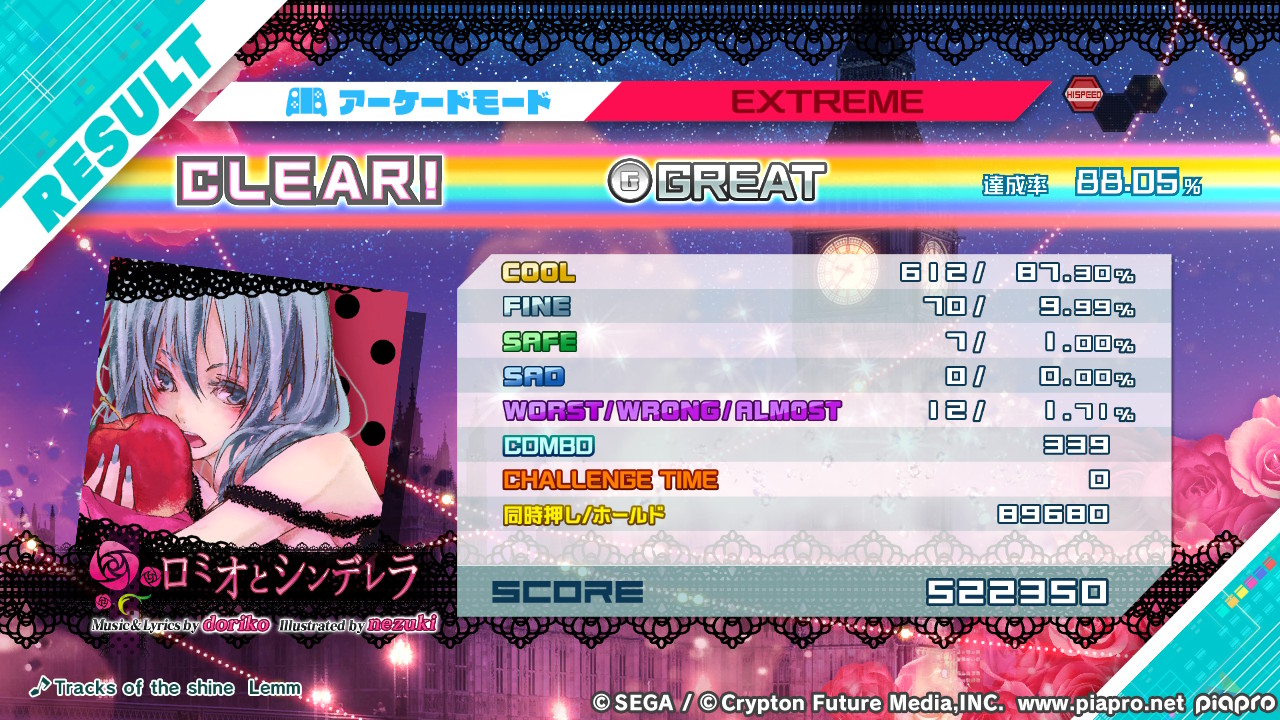 RESULT
アーケードモード EXTREME HISPEED
CLEAR! G GREAT 達成率 88.05%
COOL 612/ 87.30%
FINE 70/ 9.99%
SAFE 7/ 1.00%
SAD 0/ 0.00%
WORST/WRONG/ALMOST 12/ 1.71%
COMBO 339
CHALLENGE TIME 0
同時押し/ホールド 89680
SCORE 522350
ロミオとシンデレラ
Music&Lyrics by doriko Illustrated by nezuki
♪Tracks of the shine Lemm
© SEGA / © Crypton Future Media,INC. www.piapro.net piapro